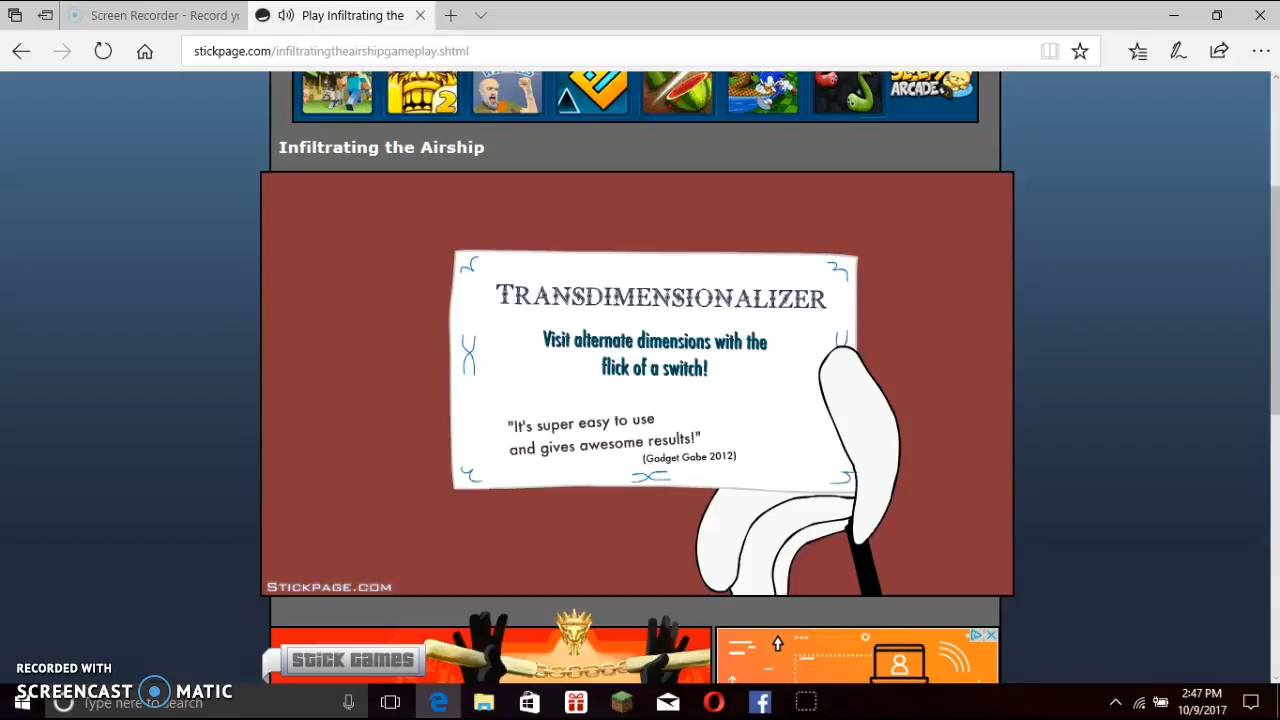 Screen Recorder - Record yo
Play Infiltrating the
stickpage.com/infiltratingtheairshipgameplay.shtml
2
ARCADE
Infiltrating the Airship
TRANSDIMENSIONALIZER
Visit alternate dimensions with the
flick of a switch!
"It's super easy to use
and gives awesome results!"
(Gadget Gabe 2012)
STICKPAGE.COM
STICK GAMES
RECORDED WITH
SCREENCAST MATIC
Type here to search
2:47 PM
10/9/2017